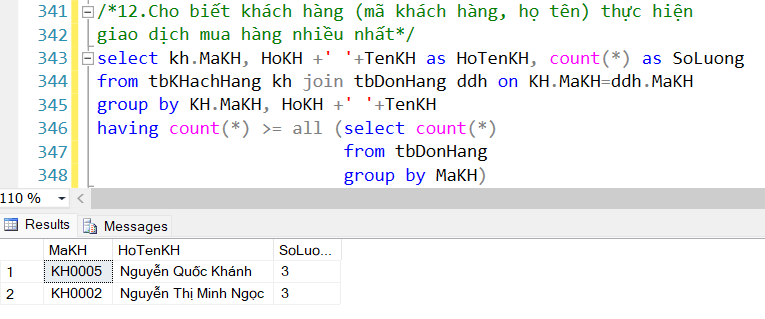 341 /*12.Cho biết khách hàng (mã khách hàng, họ tên) thực hiện
342 giao dịch mua hàng nhiều nhất*/
343 select kh.MaKH, HoKH +' '+TenKH as HoTenKH, count(*) as SoLuong
344 from tbKHachHang kh join tbDonHang ddh on KH.MaKH=ddh.MaKH
345 group by KH.MaKH, HoKH +' '+TenKH
346 having count(*) >= all (select count(*)
347 from tbDonHang
348 group by MaKH)
110 %
Results Messages
MaKH HoTenKH SoLuo...
1 KH0005 Nguyễn Quốc Khánh 3
2 KH0002 Nguyễn Thị Minh Ngọc 3